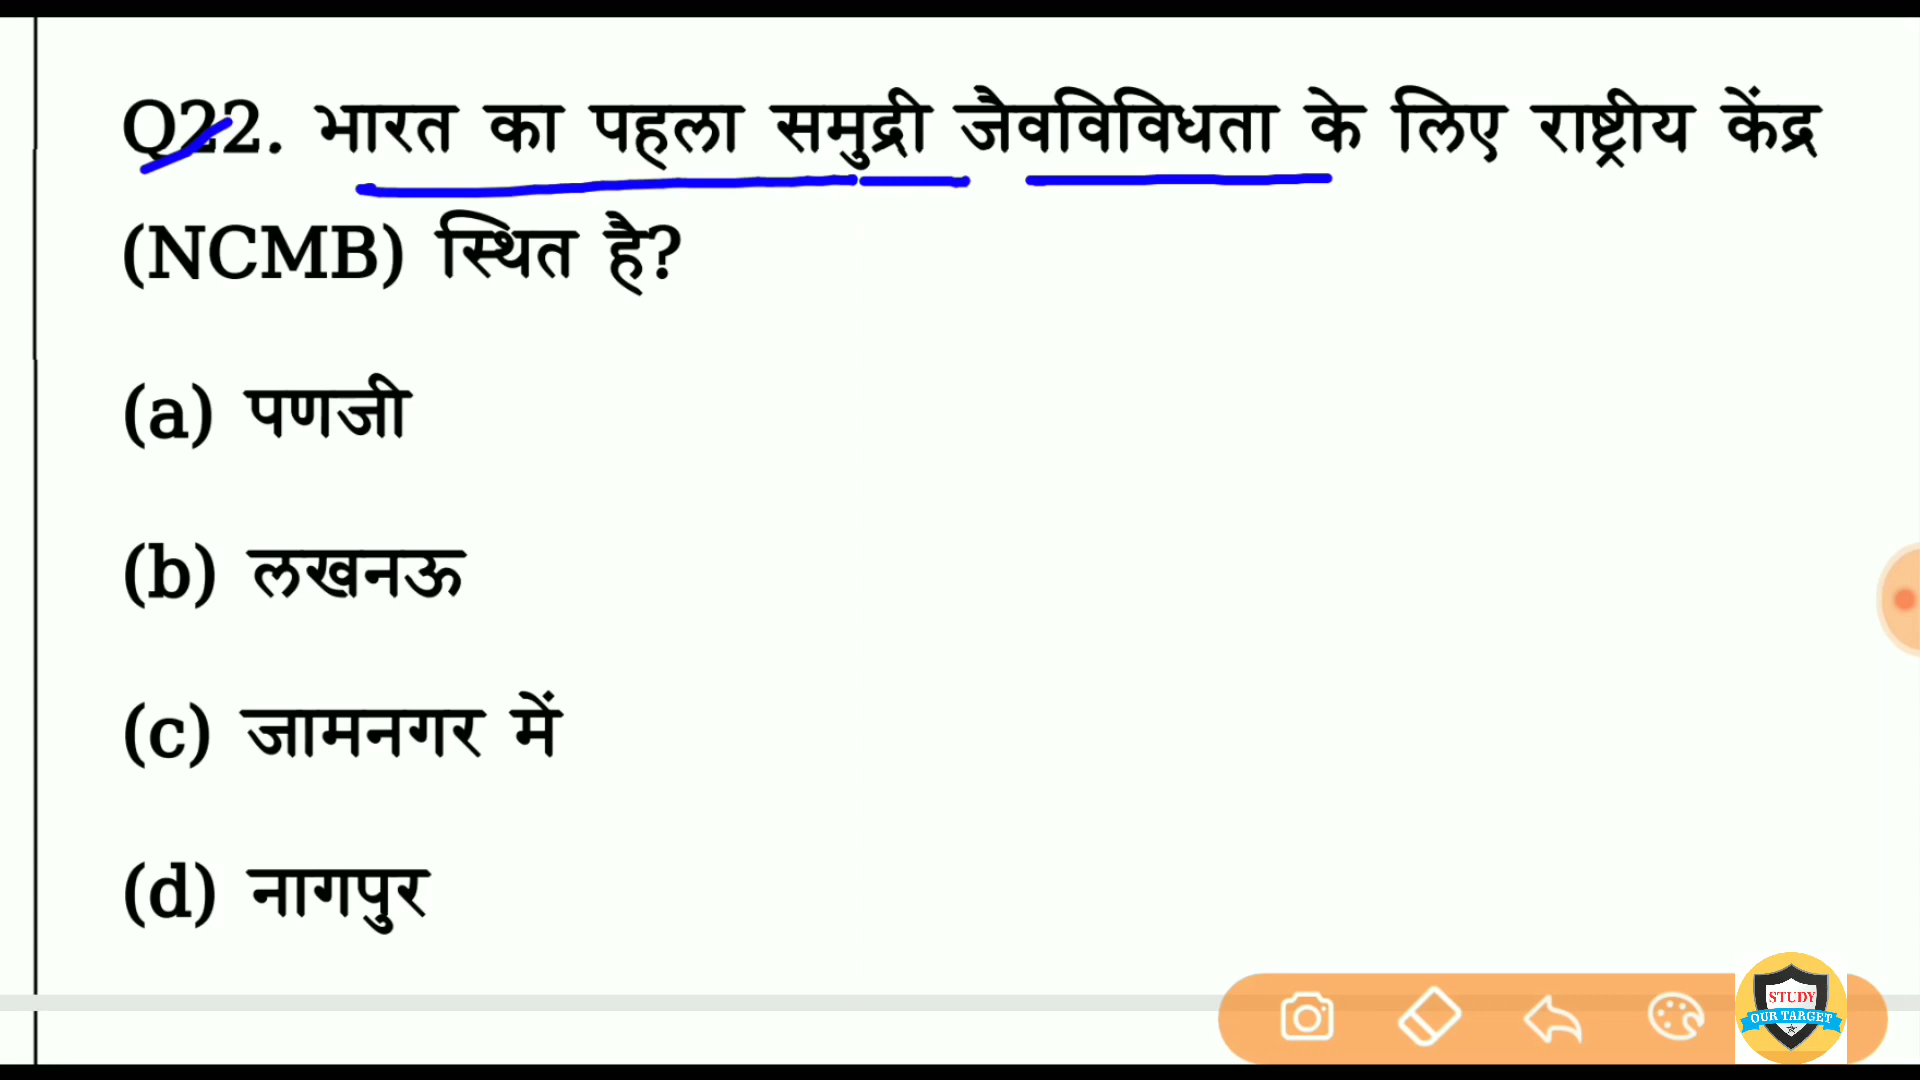 Q22. भारत का पहला समुद्री जैवविविधता के लिए राष्ट्रीय केंद्र
(NCMB) स्थित है?
(a) पणजी
(b) लखनऊ
(c) जामनगर में
(d) नागपुर
STUDY
OUR TARGET